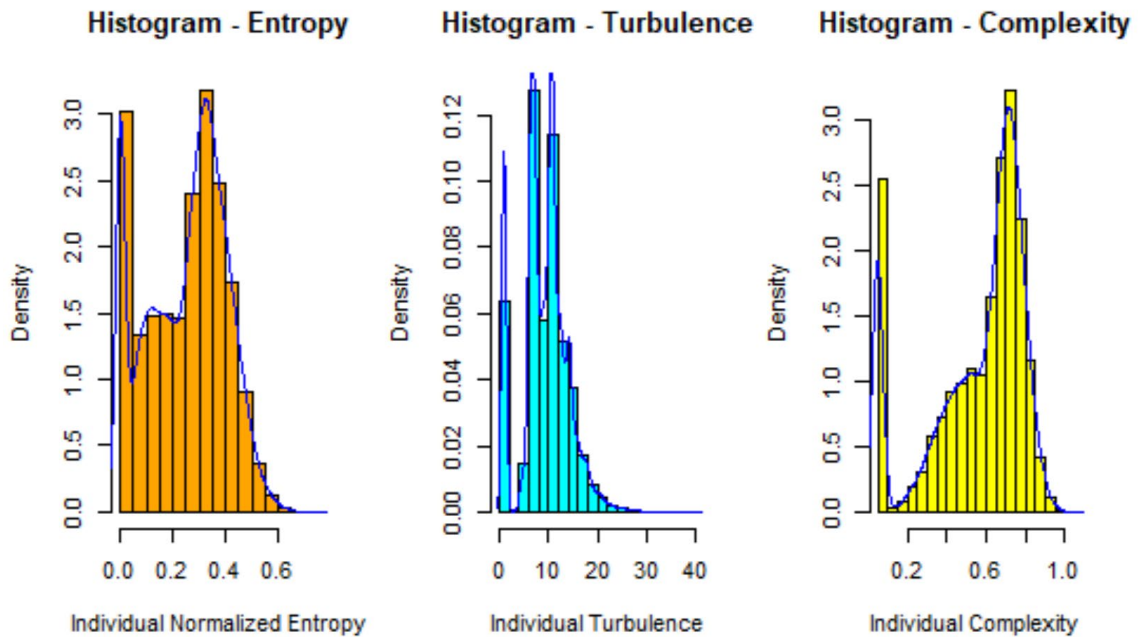 Histogram - Entropy
Density
0.0 0.5 1.0 1.5 2.0 2.5 3.0
0.0 0.2 0.4 0.6
Individual Normalized Entropy
Histogram - Turbulence
Density
0.00 0.02 0.04 0.06 0.08 0.10 0.12
0 10 20 30 40
Individual Turbulence
Histogram - Complexity
Density
0.0 0.5 1.0 1.5 2.0 2.5 3.0
0.2 0.6 1.0
Individual Complexity